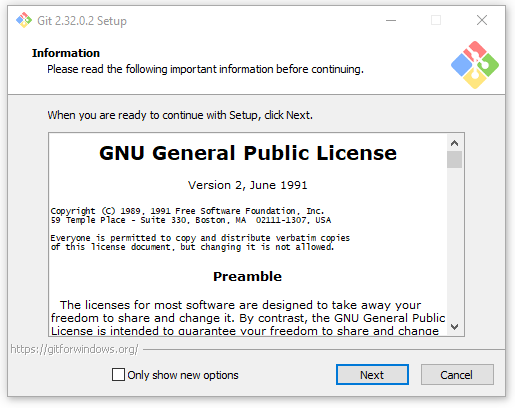 Git 2.32.0.2 Setup
Information
Please read the following important information before continuing.
When you are ready to continue with Setup, click Next.
GNU General Public License
Version 2, June 1991
Copyright (C) 1989, 1991 Free Software Foundation, Inc.
59 Temple Place - Suite 330, Boston, MA  02111-1307, USA
Everyone is permitted to copy and distribute verbatim copies
of this license document, but changing it is not allowed.
Preamble
The licenses for most software are designed to take away your
freedom to share and change it. By contrast, the GNU General Public
License is intended to guarantee your freedom to share and change
https://gitforwindows.org/
Only show new options
Next
Cancel